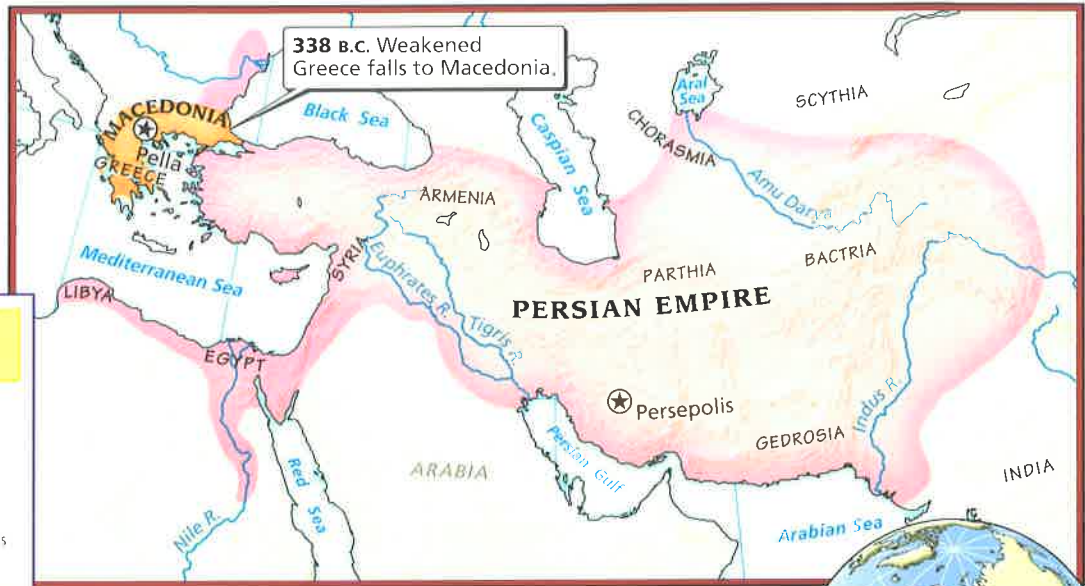 338 B.C. Weakened
Greece falls to Macedonia.
MACEDONIA
Pella
GREECE
Black Sea
Caspian Sea
Aral
Sea
SCYTHIA
CHORASMIA
Amu Darya
ARMENIA
Mediterranean Sea
SYRIA
Euphrates R.
Tigris R.
PARTHIA
BACTRIA
PERSIAN EMPIRE
LIBYA
EGYPT
Persepolis
Indus R.
GEDROSIA
Persian Gulf
ARABIA
Red
Sea
Nile R.
INDIA
Arabian Sea
s